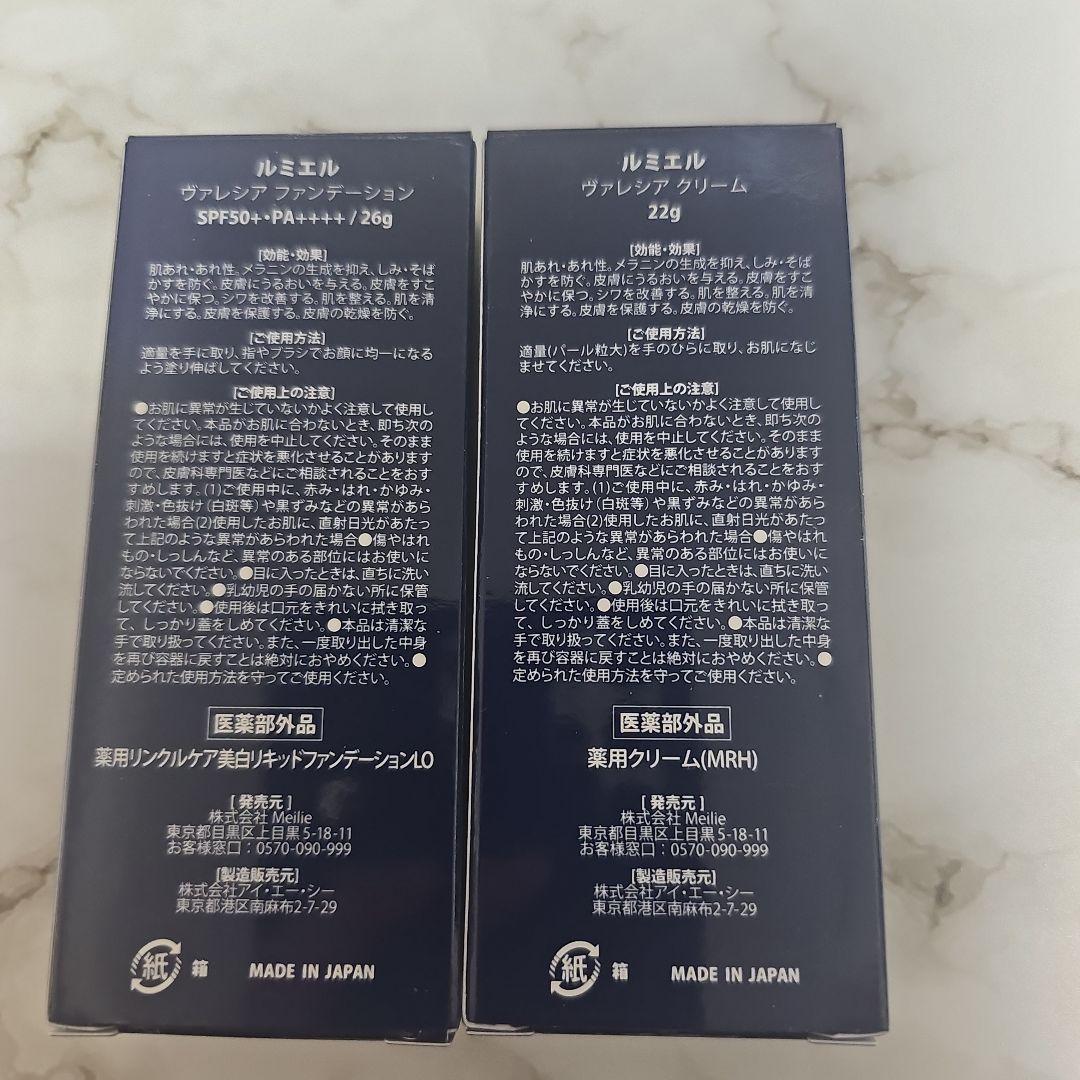 ルミエル
ヴァレシア ファンデーション
SPF50+・PA++++ / 26g
[効能・効果]
肌あれ・あれ性。メラニンの生成を抑え、しみ・そば
かすを防ぐ。皮膚にうるおいを与える。皮膚をすこ
やかに保つ。シワを改善する。肌を整える。肌を清
浄にする。皮膚を保護する。皮膚の乾燥を防ぐ。
[ご使用方法]
適量を手に取り、指やブラシでお顔に均一になる
よう塗り伸ばしてください。
[ご使用上の注意]
●お肌に異常が生じていないかよく注意して使用し
てください。本品がお肌に合わないとき、即ち次の
ような場合には、使用を中止してください。そのまま
使用を続けますと症状を悪化させることがあります
ので、皮膚科専門医などにご相談されることをおす
すめします。(1)ご使用中に、赤み・はれ・かゆみ・
刺激・色抜け(白斑等)や黒ずみなどの異常があら
われた場合(2)使用したお肌に、直射日光があたっ
て上記のような異常があらわれた場合●傷やはれ
もの・しっしんなど、異常のある部位にはお使いに
ならないでください。●目に入ったときは、直ちに洗い
流してください。●乳幼児の手の届かない所に保管
してください。●使用後は口元をきれいに拭き取っ
て、しっかり蓋をしめてください。●本品は清潔な
手で取り扱ってください。また、一度取り出した中身
を再び容器に戻すことは絶対におやめください。●
定められた使用方法を守ってご使用ください。
医薬部外品
薬用リンクルケア美白リキッドファンデーションLO
[ 発売元 ]
株式会社 Meilie
東京都目黒区上目黒 5-18-11
お客様窓口：0570-090-999
[製造販売元]
株式会社アイ・エー・シー
東京都港区南麻布2-7-29
紙 箱 MADE IN JAPAN
ルミエル
ヴァレシア クリーム
22g
[効能・効果]
肌あれ・あれ性。メラニンの生成を抑え、しみ・そば
かすを防ぐ。皮膚にうるおいを与える。皮膚をすこ
やかに保つ。シワを改善する。肌を整える。肌を清
浄にする。皮膚を保護する。皮膚の乾燥を防ぐ。
[ご使用方法]
適量(パール粒大)を手のひらに取り、お肌になじ
ませてください。
[ご使用上の注意]
●お肌に異常が生じていないかよく注意して使用し
てください。本品がお肌に合わないとき、即ち次の
ような場合には、使用を中止してください。そのまま
使用を続けますと症状を悪化させることがあります
ので、皮膚科専門医などにご相談されることをおす
すめします。(1)ご使用中に、赤み・はれ・かゆみ・
刺激・色抜け(白斑等)や黒ずみなどの異常があら
われた場合(2)使用したお肌に、直射日光があたっ
て上記のような異常があらわれた場合●傷やはれ
もの・しっしんなど、異常のある部位にはお使いに
ならないでください。●目に入ったときは、直ちに洗い
流してください。●乳幼児の手の届かない所に保管
してください。●使用後は口元をきれいに拭き取っ
て、しっかり蓋をしめてください。●本品は清潔な
手で取り扱ってください。また、一度取り出した中身
を再び容器に戻すことは絶対におやめください。●
定められた使用方法を守ってご使用ください。
医薬部外品
薬用クリーム(MRH)
[ 発売元 ]
株式会社 Meilie
東京都目黒区上目黒 5-18-11
お客様窓口：0570-090-999
[製造販売元]
株式会社アイ・エー・シー
東京都港区南麻布2-7-29
紙 箱 MADE IN JAPAN